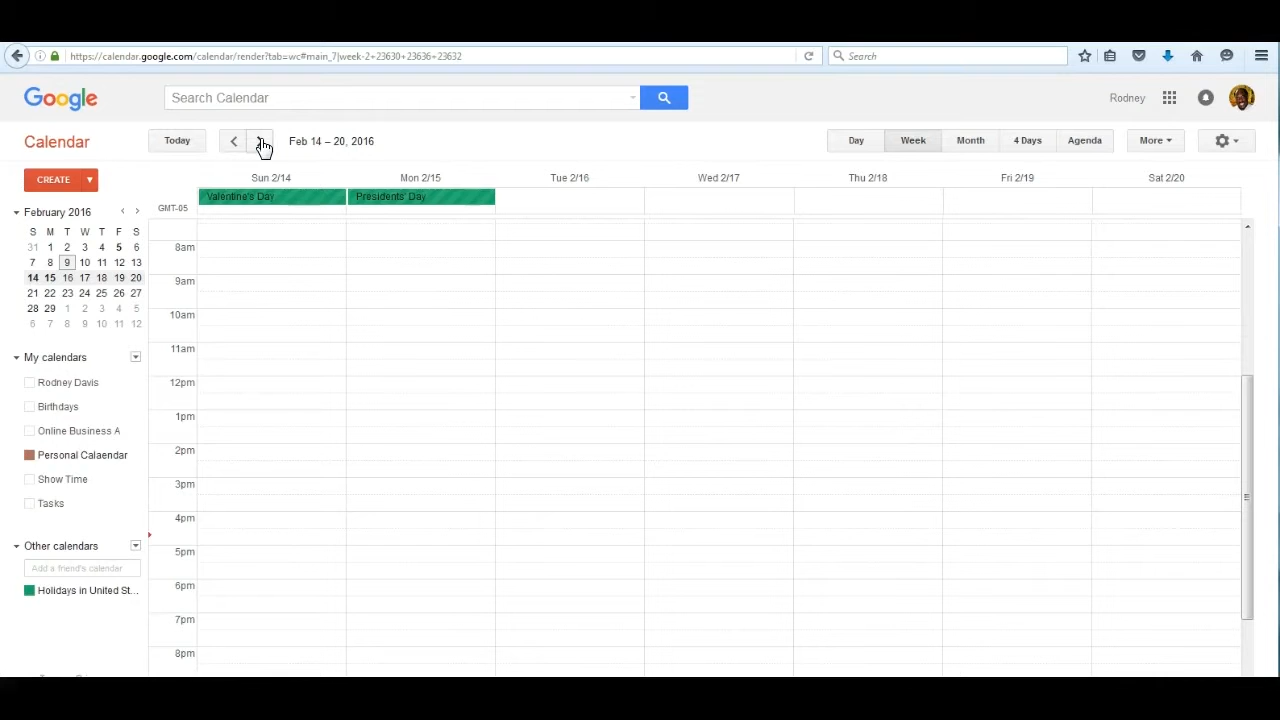 https://calendar.google.com/calendar/render?tab=wc#main_7|week-2+23630+23636+23632
Search
Google
Search Calendar
Rodney
Calendar
Today
Feb 14 – 20, 2016
Day
Week
Month
4 Days
Agenda
More
CREATE
Sun 2/14
Mon 2/15
Tue 2/16
Wed 2/17
Thu 2/18
Fri 2/19
Sat 2/20
GMT-05
Valentine's Day
Presidents' Day
February 2016
S M T W T F S
31 1 2 3 4 5 6
7 8 9 10 11 12 13
14 15 16 17 18 19 20
21 22 23 24 25 26 27
28 29 1 2 3 4 5
6 7 8 9 10 11 12
My calendars
Rodney Davis
Birthdays
Online Business A
Personal Calaendar
Show Time
Tasks
Other calendars
Add a friend's calendar
Holidays in United St...
8am
9am
10am
11am
12pm
1pm
2pm
3pm
4pm
5pm
6pm
7pm
8pm